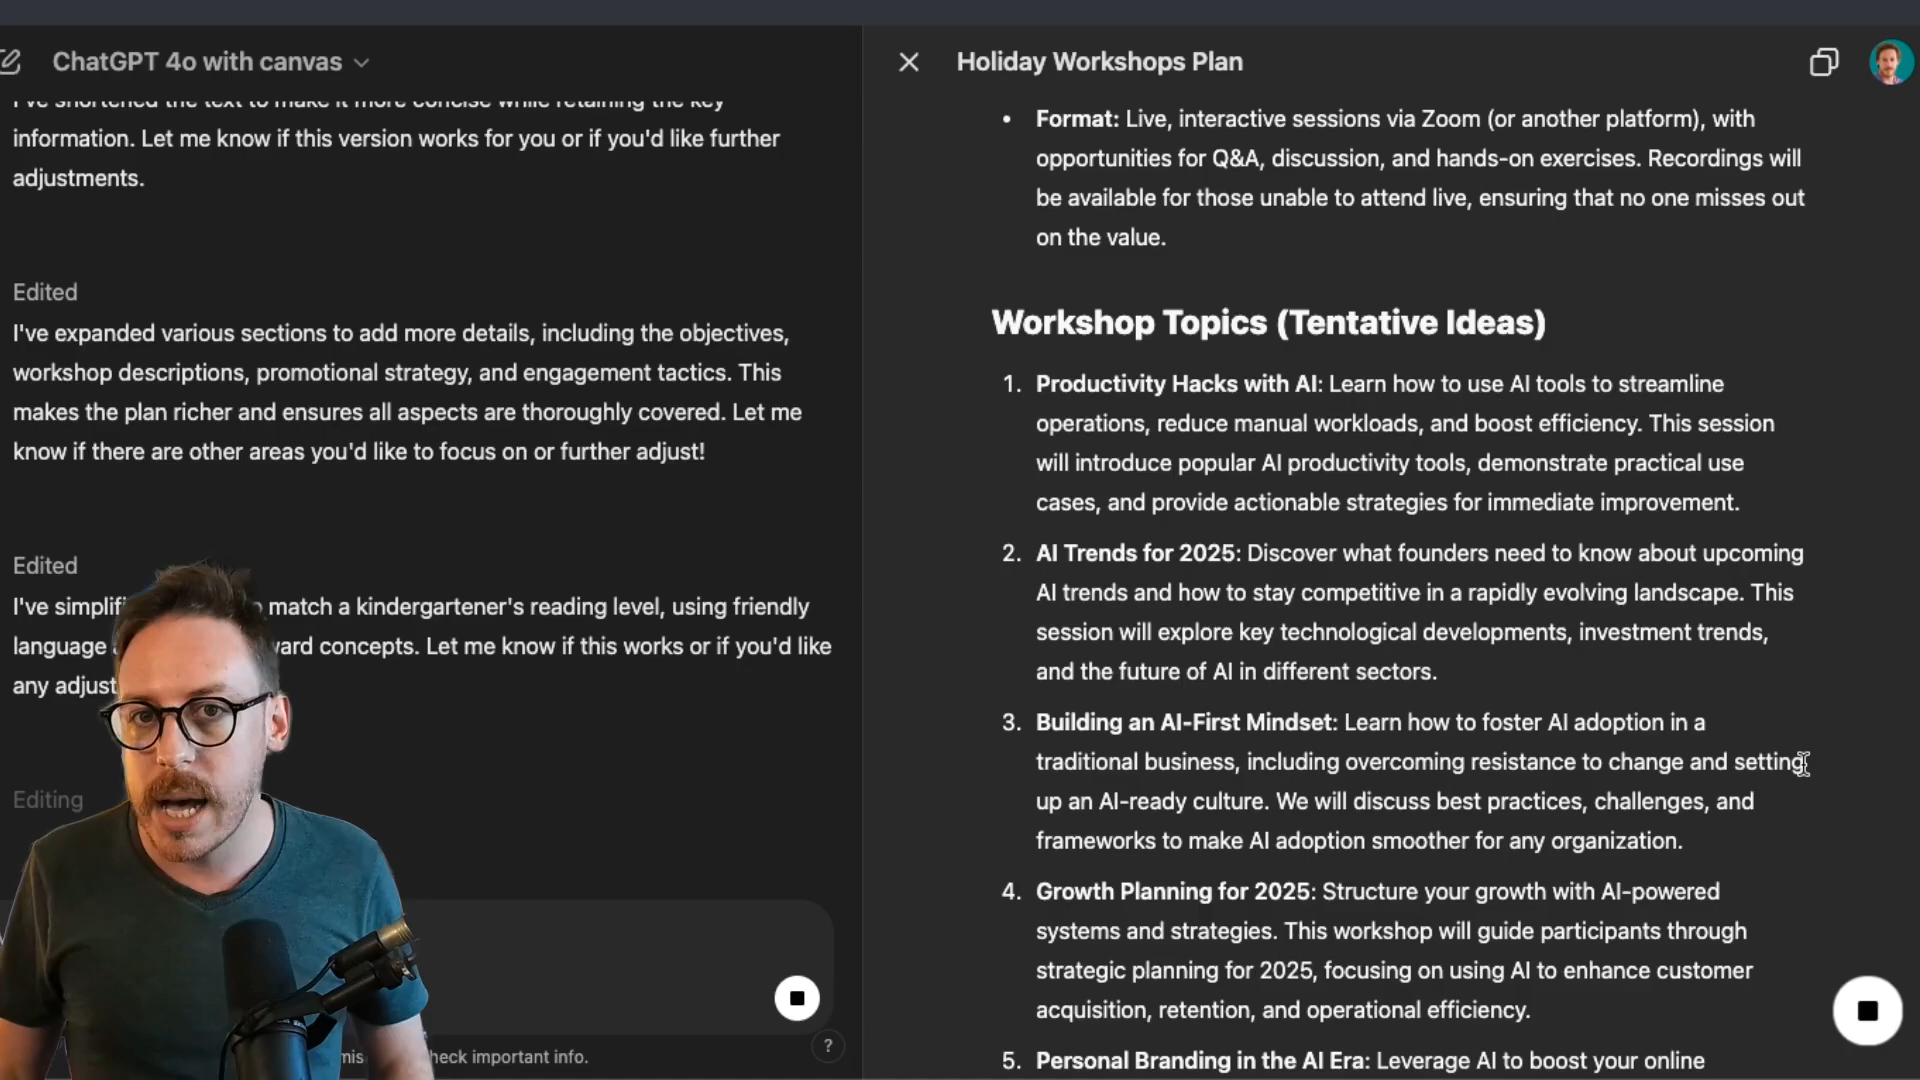 ChatGPT 4o with canvas
I've shortened the text to make it more concise while retaining the key
information. Let me know if this version works for you or if you'd like further
adjustments.
Edited
I've expanded various sections to add more details, including the objectives,
workshop descriptions, promotional strategy, and engagement tactics. This
makes the plan richer and ensures all aspects are thoroughly covered. Let me
know if there are other areas you'd like to focus on or further adjust!
Edited
I've match a kindergartener's reading level, using friendly
language concepts. Let me know if this works or if you'd like
any
Editing
heck important info.
?
Holiday Workshops Plan
• Format: Live, interactive sessions via Zoom (or another platform), with
opportunities for Q&A, discussion, and hands-on exercises. Recordings will
be available for those unable to attend live, ensuring that no one misses out
on the value.
Workshop Topics (Tentative Ideas)
1. Productivity Hacks with AI: Learn how to use AI tools to streamline
operations, reduce manual workloads, and boost efficiency. This session
will introduce popular AI productivity tools, demonstrate practical use
cases, and provide actionable strategies for immediate improvement.
2. AI Trends for 2025: Discover what founders need to know about upcoming
AI trends and how to stay competitive in a rapidly evolving landscape. This
session will explore key technological developments, investment trends,
and the future of AI in different sectors.
3. Building an AI-First Mindset: Learn how to foster AI adoption in a
traditional business, including overcoming resistance to change and setting
up an AI-ready culture. We will discuss best practices, challenges, and
frameworks to make AI adoption smoother for any organization.
4. Growth Planning for 2025: Structure your growth with AI-powered
systems and strategies. This workshop will guide participants through
strategic planning for 2025, focusing on using AI to enhance customer
acquisition, retention, and operational efficiency.
5. Personal Branding in the AI Era: Leverage AI to boost your online